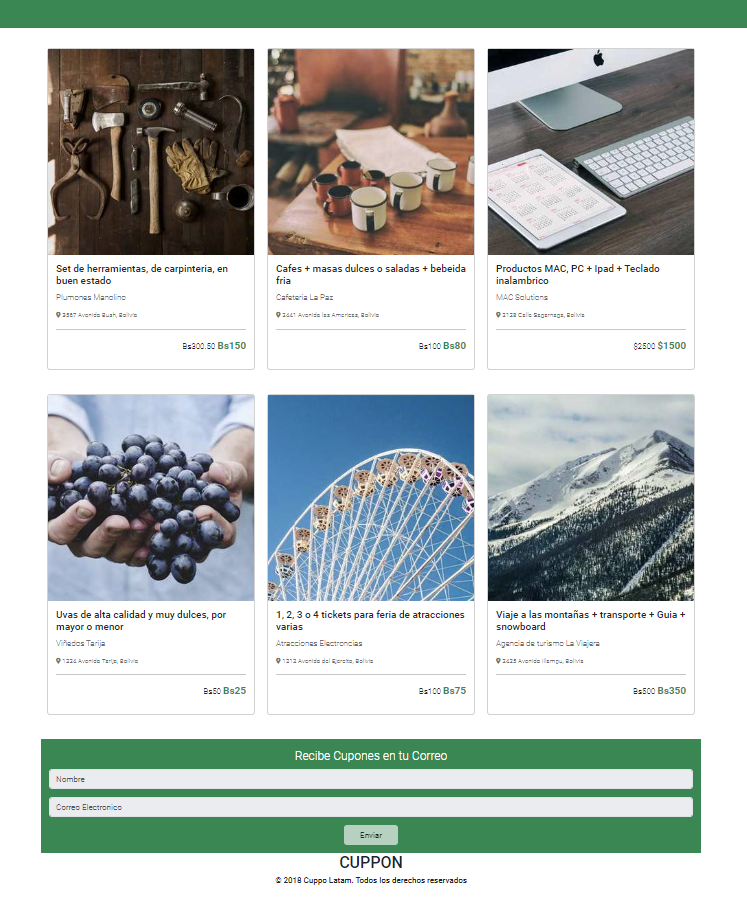 Set de herramientas, de carpinteria, en
buen estado
Plumones Manolino
3567 Avenida Bush, Bolivia
Bs300.50 Bs150
Cafes + masas dulces o saladas + bebeida
fria
Cafeteria La Paz
3441 Avenida las Americas, Bolivia
Bs100 Bs80
Productos MAC, PC + Ipad + Teclado
inalambrico
MAC Solutions
2128 Calle Sagarnaga, Bolivia
$2500 $1500
Uvas de alta calidad y muy dulces, por
mayor o menor
Viñedos Tarija
1234 Avenida Tarija, Bolivia
Bs50 Bs25
1, 2, 3 o 4 tickets para feria de atracciones
varias
Atracciones Electroncias
1212 Avenida del Ejercito, Bolivia
Bs100 Bs75
Viaje a las montañas + transporte + Guia +
snowboard
Agencia de turismo La Viajera
Avenida Illampu, Bolivia
Bs500 Bs350
Recibe Cupones en tu Correo
Nombre
Correo Electronico
Enviar
CUPPON
© 2018 Cuppo Latam. Todos los derechos reservados